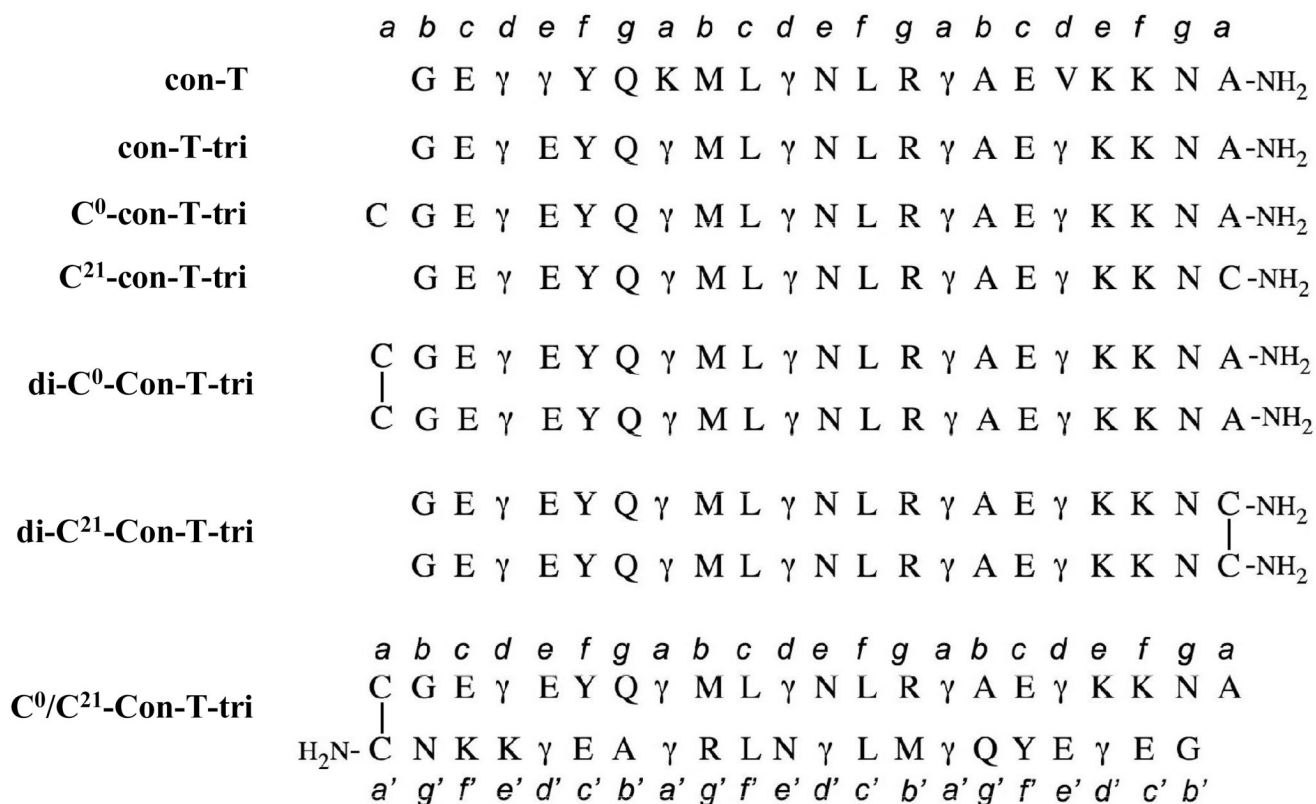 a b c d e f g a b c d e f g a b c d e f g a
con-T G E γ γ Y Q K M L γ N L R γ A E V K K N A-NH₂
con-T-tri G E γ E Y Q γ M L γ N L R γ A E γ K K N A-NH₂
C⁰-con-T-tri C G E γ E Y Q γ M L γ N L R γ A E γ K K N A-NH₂
C²¹-con-T-tri G E γ E Y Q γ M L γ N L R γ A E γ K K N C-NH₂
di-C⁰-Con-T-tri
C G E γ E Y Q γ M L γ N L R γ A E γ K K N A-NH₂
C G E γ E Y Q γ M L γ N L R γ A E γ K K N A-NH₂
di-C²¹-Con-T-tri
G E γ E Y Q γ M L γ N L R γ A E γ K K N C-NH₂
G E γ E Y Q γ M L γ N L R γ A E γ K K N C-NH₂
C⁰/C²¹-Con-T-tri
a b c d e f g a b c d e f g a b c d e f g a
C G E γ E Y Q γ M L γ N L R γ A E γ K K N A
H₂N- C N K K γ E A γ R L N γ L M γ Q Y E γ E G
a’ g’ f’ e’ d’ c’ b’ a’ g’ f’ e’ d’ c’ b’ a’ g’ f’ e’ d’ c’ b’